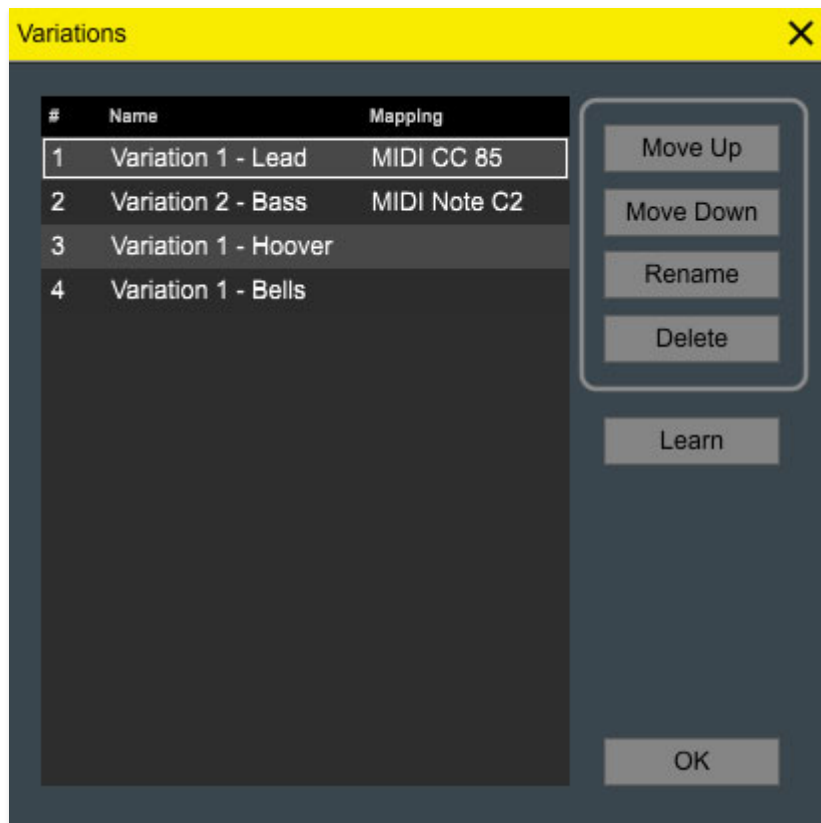 Variations
# Name Mapping
1 Variation 1 - Lead MIDI CC 85
2 Variation 2 - Bass MIDI Note C2
3 Variation 1 - Hoover
4 Variation 1 - Bells
Move Up
Move Down
Rename
Delete
Learn
OK